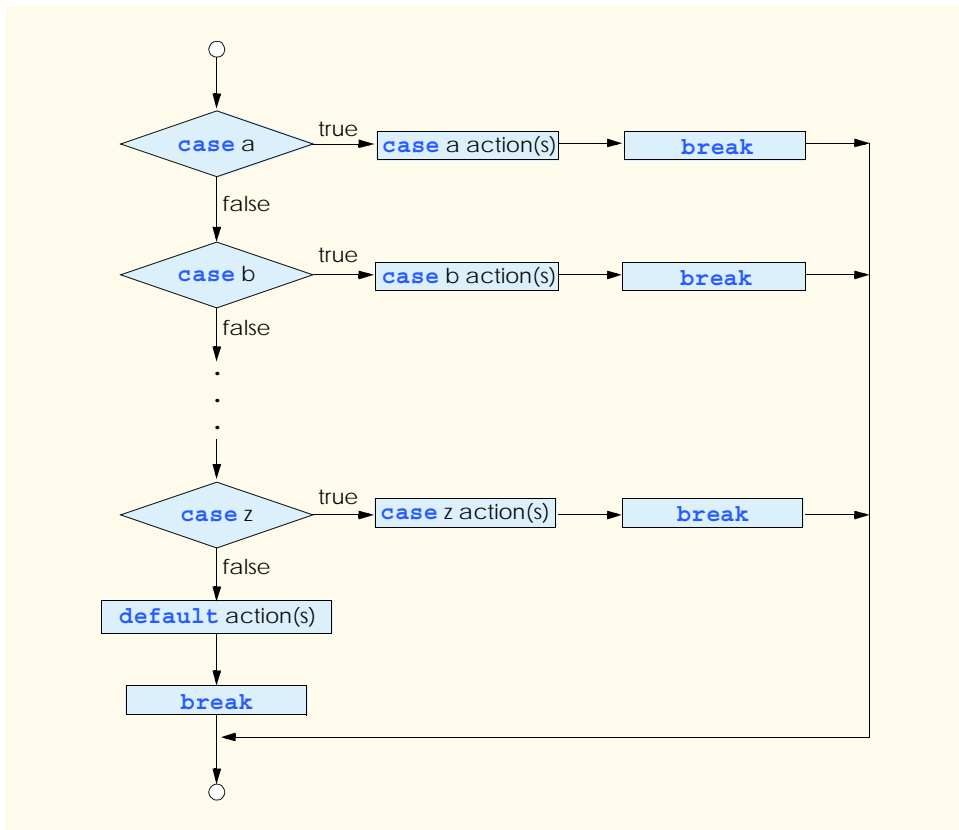 true
case a
case a action(s)
break
false
true
case b
case b action(s)
break
false
.
.
.
true
case z
case z action(s)
break
false
default action(s)
break